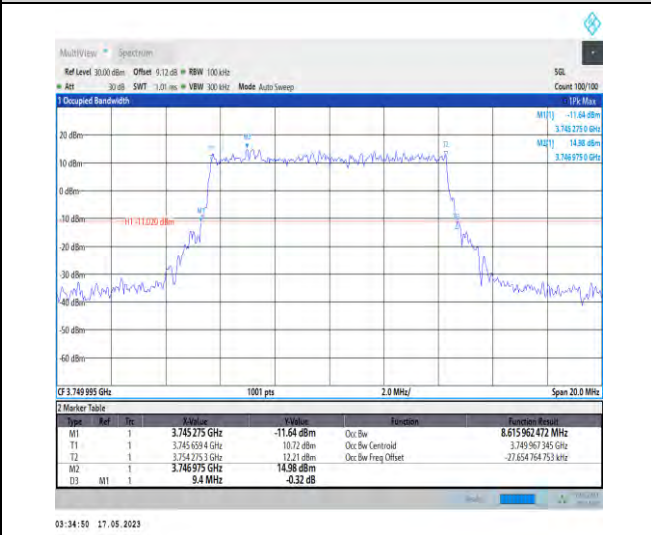 MultiView Spectrum
Ref Level 30.00 dBm Offset 9.12 dB RBW 100 kHz SGL
Att 30 dB SWT 1.01 ms VBW 300 kHz Mode Auto Sweep Count 100/100
1 Occupied Bandwidth 1Pk Max
M1[1] -11.64 dBm
3.745 275 0 GHz
M2[1] 14.98 dBm
3.746 975 0 GHz
20 dBm
M2
10 dBm
0 dBm
-10 dBm
H1 -11.020 dBm
-20 dBm
-30 dBm
-40 dBm
-50 dBm
-60 dBm
CF 3.749 995 GHz 1001 pts 2.0 MHz/ Span 20.0 MHz
2 Marker Table
Type Ref Trc X-Value Y-Value Function Function Result
M1 1 3.745 275 GHz -11.64 dBm Occ Bw 8.615 962 472 MHz
T1 1 3.745 659 4 GHz 10.72 dBm Occ Bw Centroid 3.749 967 345 GHz
T2 1 3.754 275 3 GHz 12.21 dBm Occ Bw Freq Offset -27.654 764 753 kHz
M2 1 3.746 975 GHz 14.98 dBm
D3 M1 1 9.4 MHz -0.32 dB
03:34:50 17.05.2023